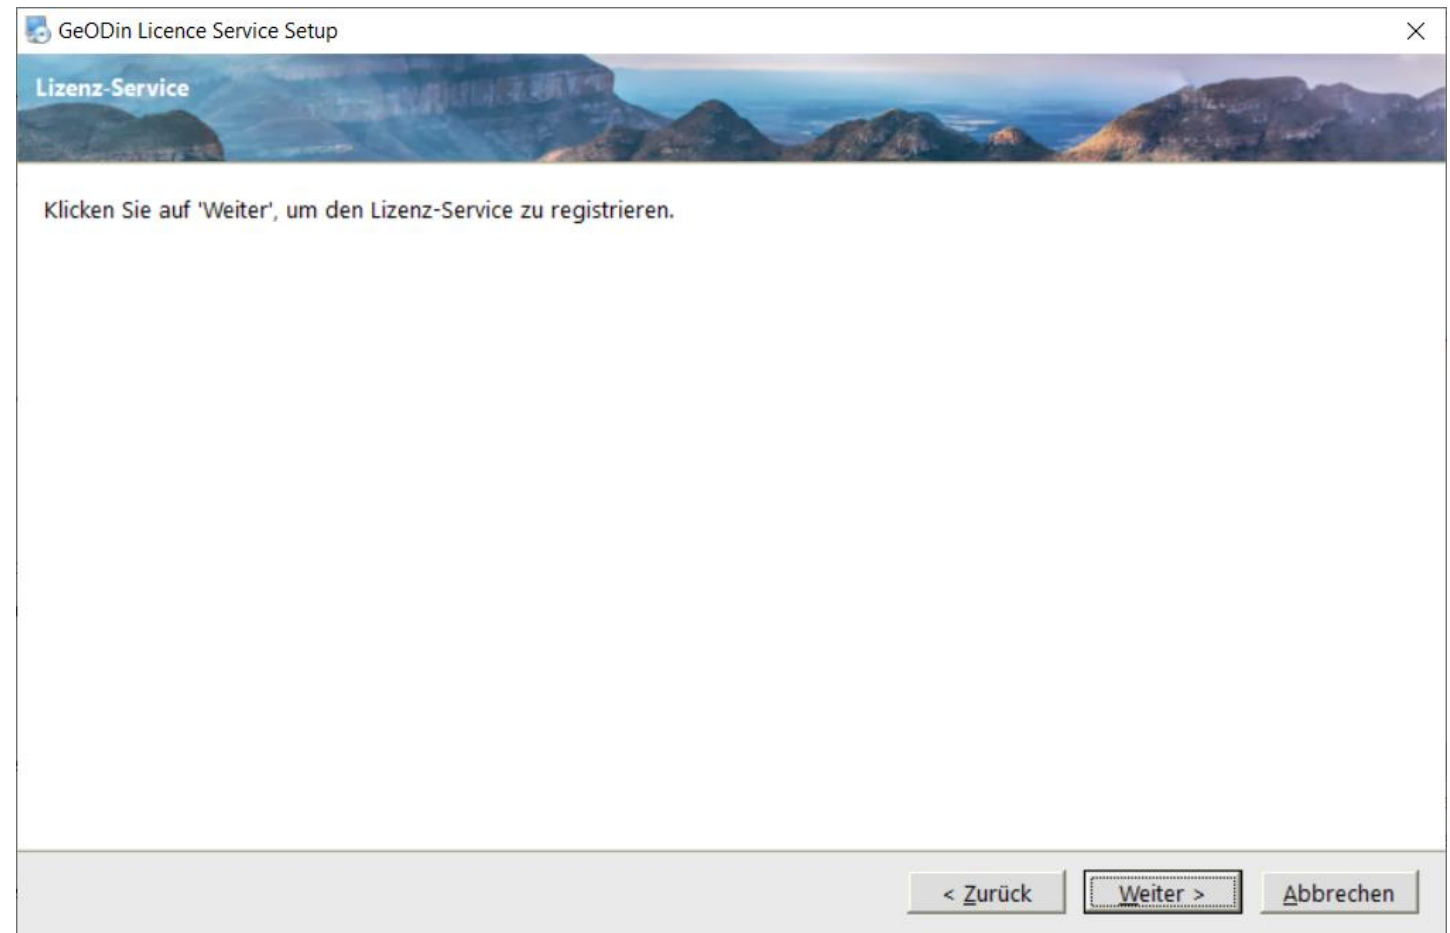 GeODin Licence Service Setup
Lizenz-Service
Klicken Sie auf 'Weiter', um den Lizenz-Service zu registrieren.
< Zurück Weiter > Abbrechen